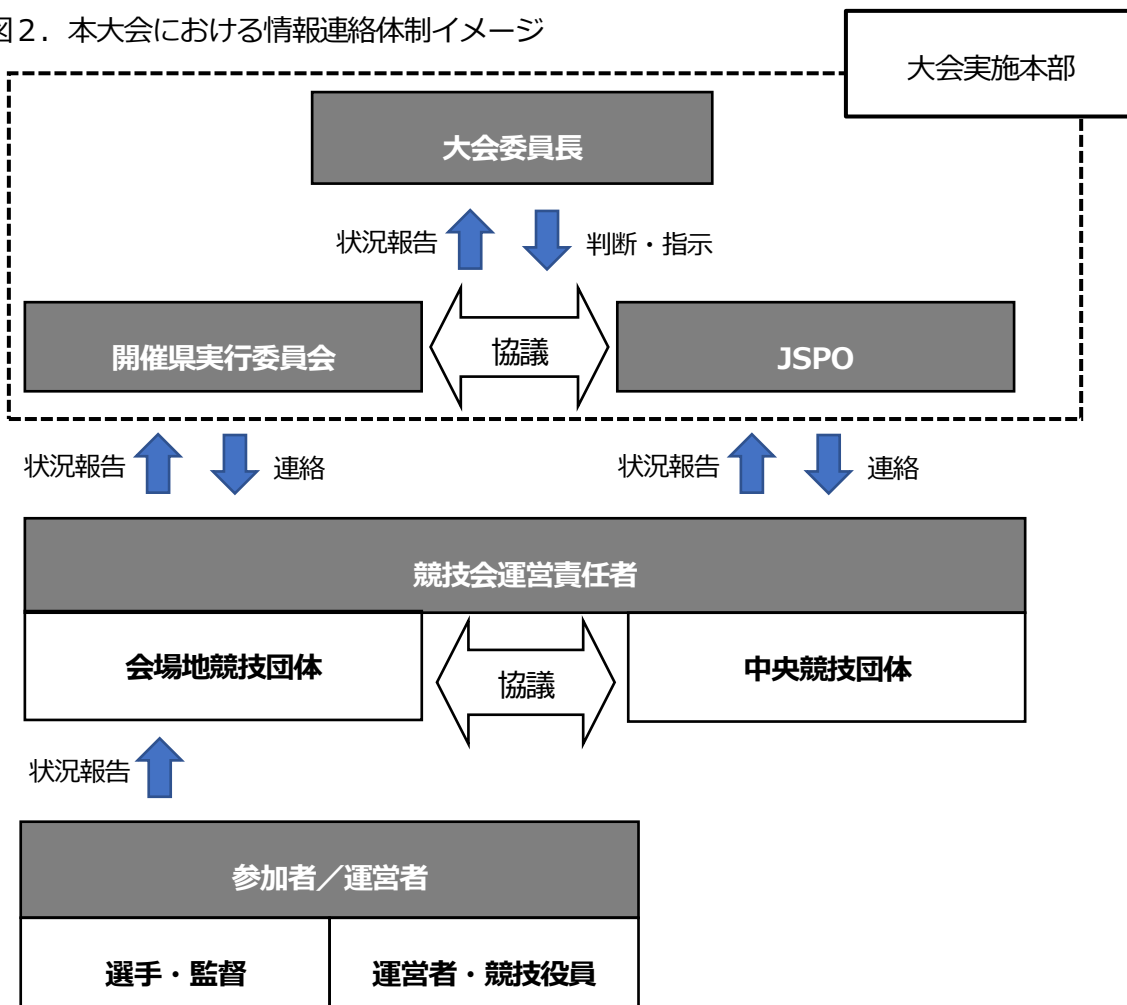 図2．本大会における情報連絡体制イメージ
大会実施本部
大会委員長
状況報告
判断・指示
開催県実行委員会
協議
JSPO
状況報告
連絡
状況報告
連絡
競技会運営責任者
会場地競技団体
協議
中央競技団体
状況報告
参加者／運営者
選手・監督
運営者・競技役員